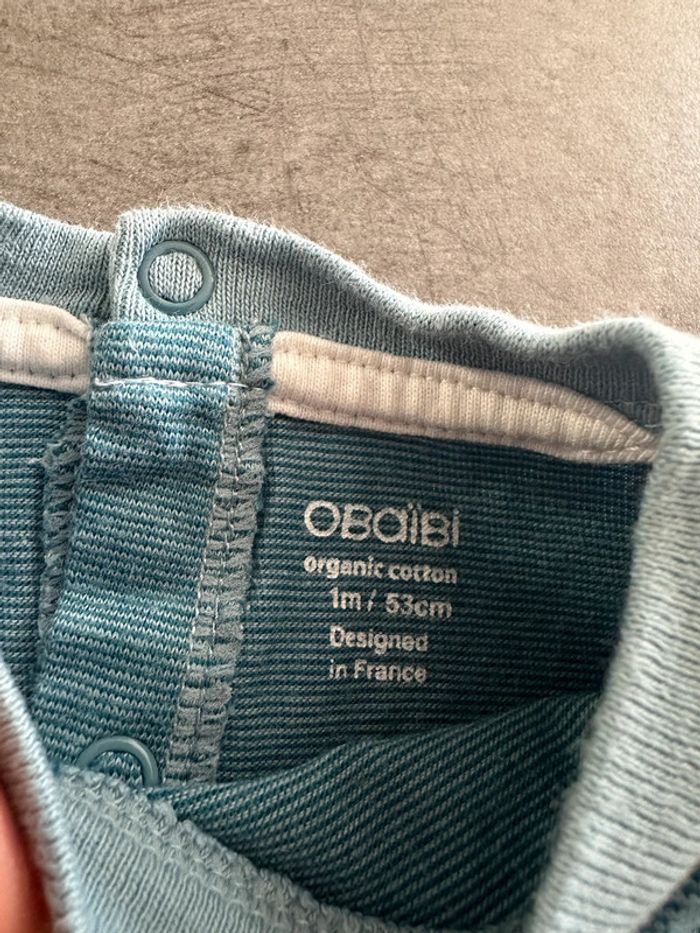 OBaïBi
organic cotton
1m / 53cm
Designed
in France